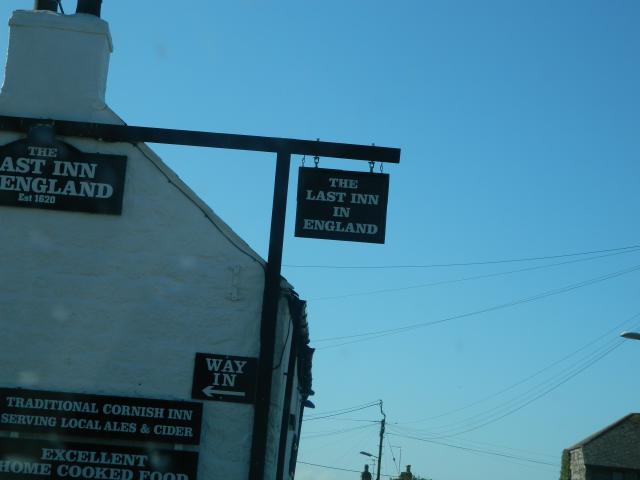 THE
AST INN
ENGLAND
Est 1620
THE
LAST INN
IN
ENGLAND
WAY
IN
TRADITIONAL CORNISH INN
SERVING LOCAL ALES & CIDER
EXCELLENT
HOME COOKED FOOD